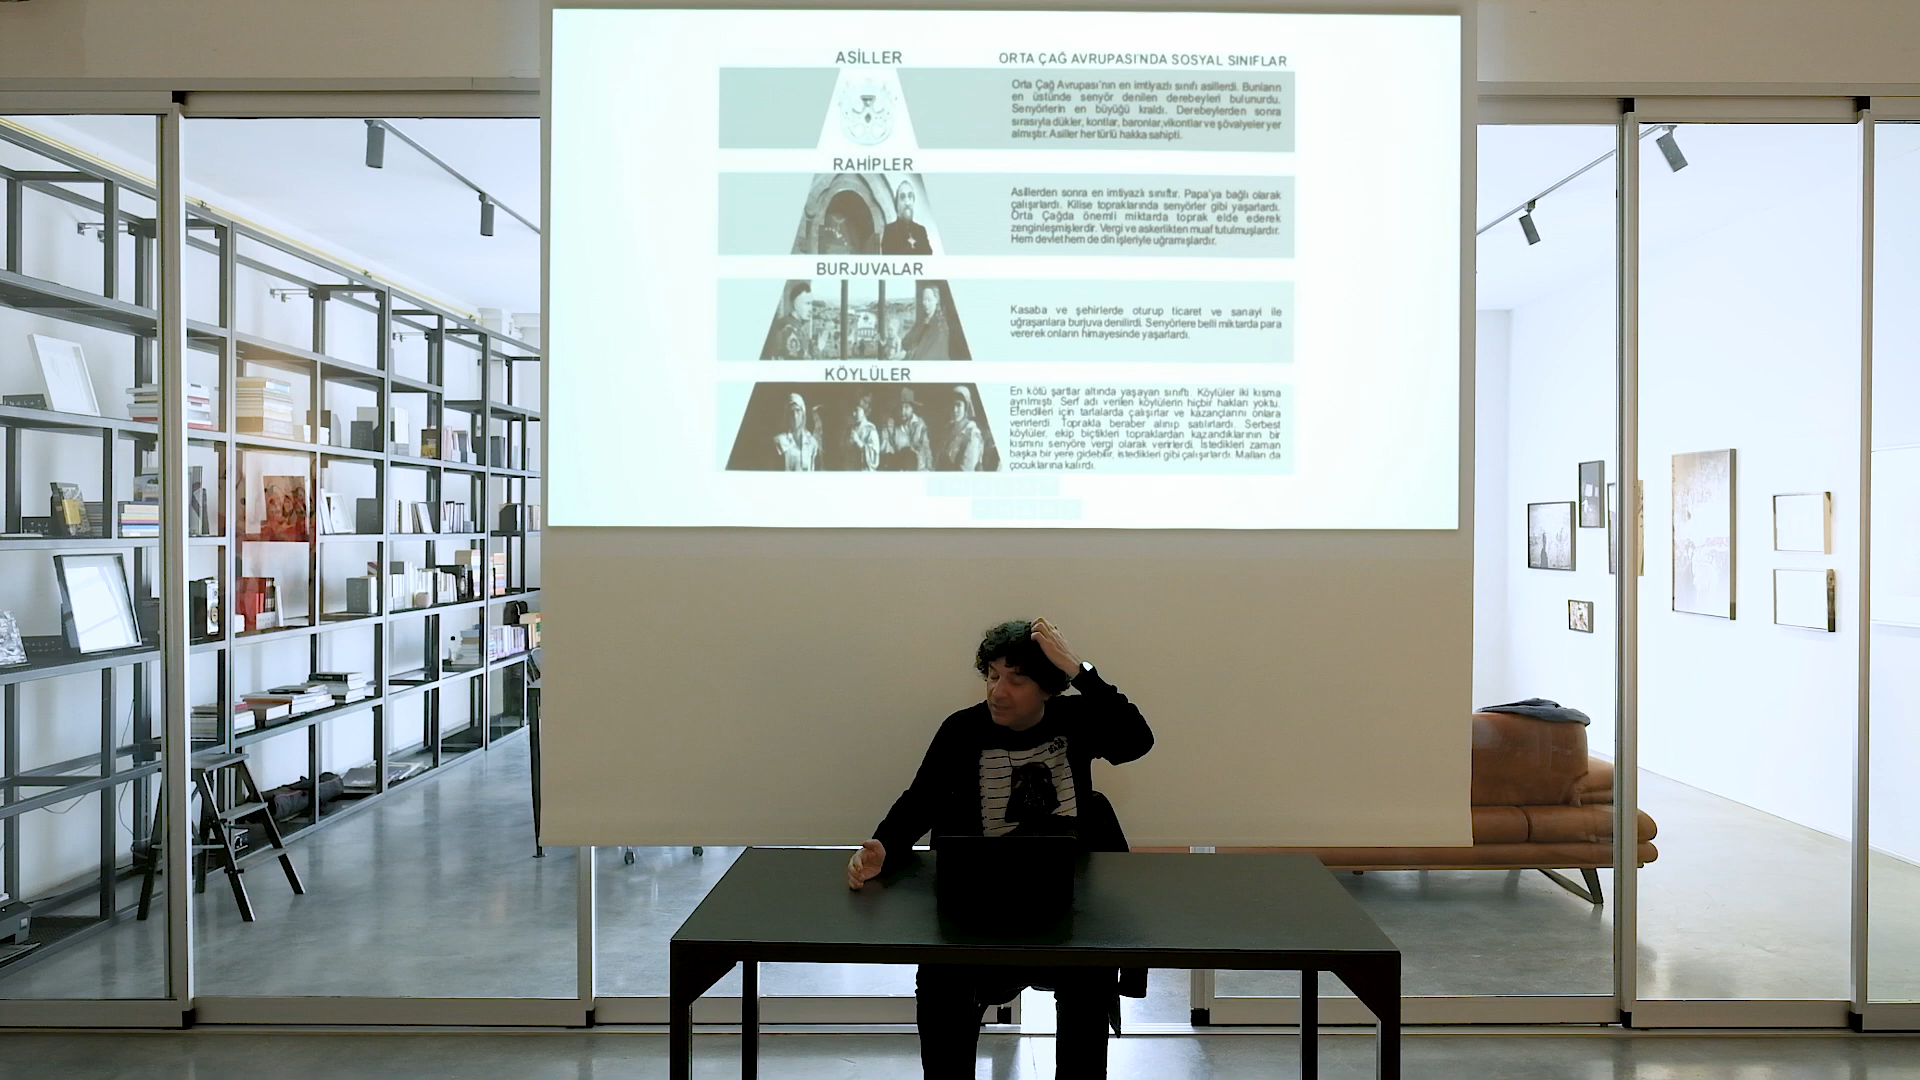 ASİLLER
ORTA ÇAĞ AVRUPASI'NDA SOSYAL SINIFLAR
Orta Çağ Avrupası'nın en imtiyazlı sınıfı asillerdi. Bunların
en üstünde senyör denilen derebeyleri bulunurdu.
Senyörlerin en büyüğü kraldı. Derebeylerden sonra
sırasıyla dükler, kontlar, baronlar,vikontlar ve şövalyeler yer
almıştır. Asiller her türlü hakka sahipti.
RAHİPLER
Asillerden sonra en imtiyazlı sınıftır. Papa'ya bağlı olarak
çalışırlardı. Kilise topraklarında senyörler gibi yaşarlardı.
Orta Çağda önemli miktarda toprak elde ederek
zenginleşmişlerdir. Vergi ve askerlikten muaf tutulmuşlardır.
Hem devlet hem de din işleriyle uğramışlardır.
BURJUVALAR
Kasaba ve şehirlerde oturup ticaret ve sanayi ile
uğraşanlara burjuva denilirdi. Senyörlere belli miktarda para
vererek onların himayesinde yaşarlardı.
KÖYLÜLER
En kötü şartlar altında yaşayan sınıftı. Köylüler iki kısma
ayrılmıştı. Serf adı verilen köylülerin hiçbir hakları yoktu.
Efendileri için tarlalarda çalışırlar ve kazançlarını onlara
verirlerdi. Toprakla beraber alınıp satılırlardı. Serbest
köylüler, ekip biçtikleri topraklardan kazandıklarının bir
kısmını senyöre vergi olarak verirlerdi. İstedikleri zaman
başka bir yere gidebilir, istedikleri gibi çalışırlardı. Malları da
çocuklarına kalırdı.